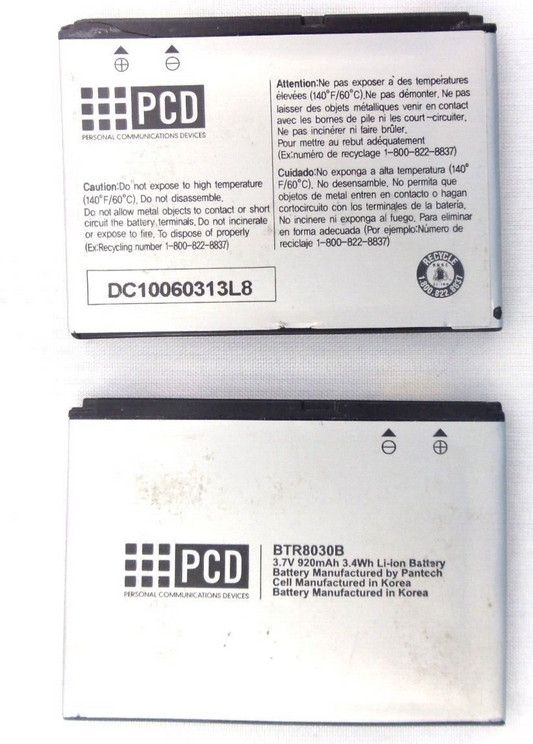 ⊕ ⊖
PCD
PERSONAL COMMUNICATIONS DEVICES
Caution:Do not expose to high temperature
(140°F/60°C), Do not disassemble,
Do not allow metal objects to contact or short
circuit the battery,terminals, Do not incinerate
or expose to fire, To dispose of properly
(Ex:Recycling number 1-800-822-8837)
DC10060313L8
Attention:Ne pas exposer a des temperatures
élevées (140°F/60°C), Ne pas démonter, Ne pas
laisser des objets métalliques venir en contact
avec les bornes de pile ni les court-circuiter,
Ne pas incinérer ni faire brûler,
Pour mettre au rebut adéquatement
(Ex:numéro de recyclage 1-800-822-8837)
Cuidado:No exponga a alta temperatura (140°
F/60°C), No desensamble, No permita que
objetos de metal entren en contacto o hagan
cortocircuito con los terminales de la batería,
No incinere ni exponga al fuego, Para eliminar
en forma adecuada (Por ejemplo:Número de
reciclaje 1-800-822-8837)
RECYCLE
1.800.822.8837
⊖ ⊕
PCD
PERSONAL COMMUNICATIONS DEVICES
BTR8030B
3.7V 920mAh 3.4Wh Li-ion Battery
Battery Manufactured by Pantech
Cell Manufactured in Korea
Battery Manufactured in Korea